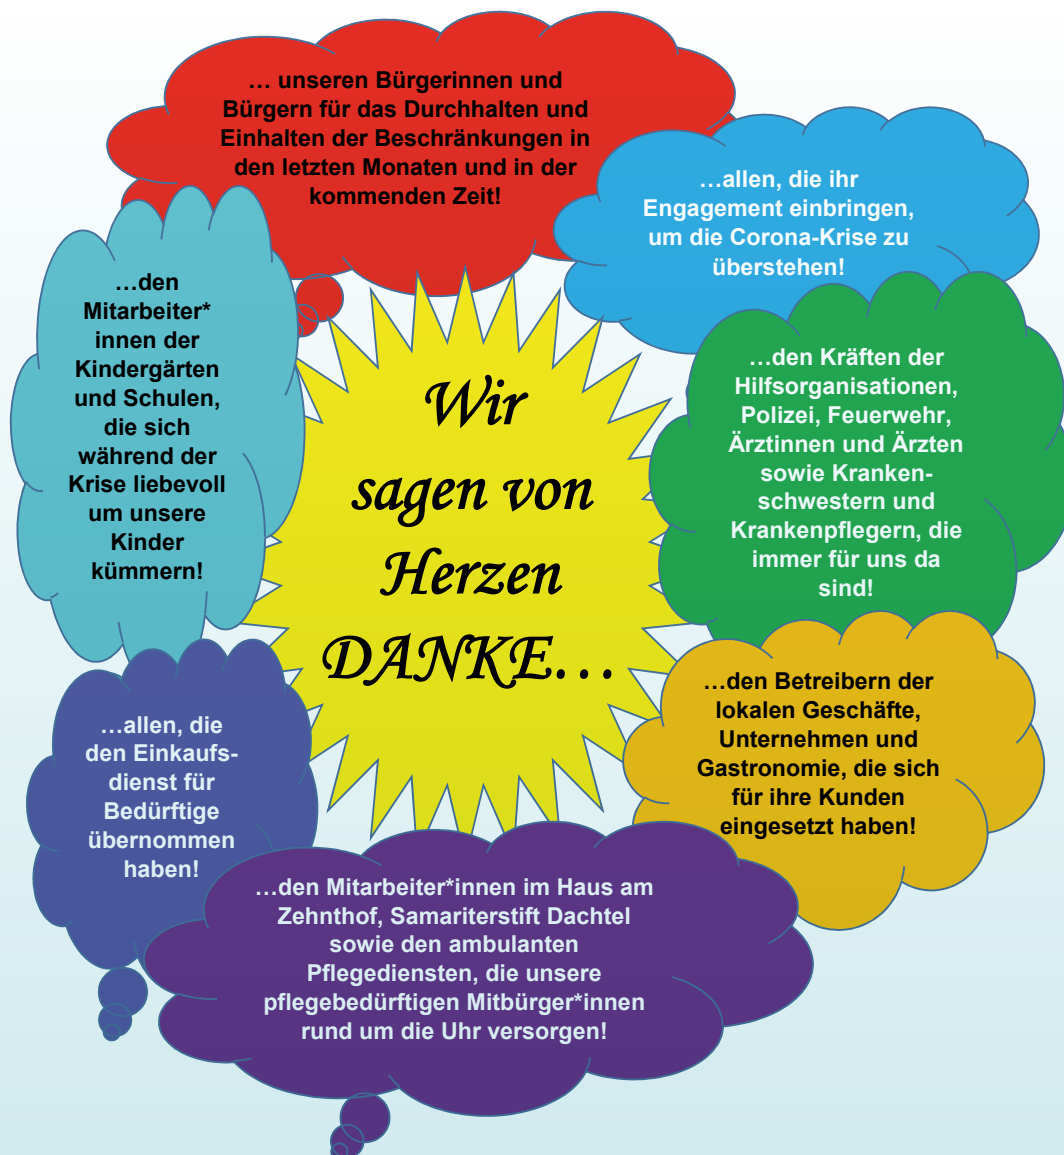 Wir
sagen von
Herzen
DANKE…
… unseren Bürgerinnen und
Bürgern für das Durchhalten und
Einhalten der Beschränkungen in
den letzten Monaten und in der
kommenden Zeit!
…allen, die ihr
Engagement einbringen,
um die Corona-Krise zu
überstehen!
…den Kräften der
Hilfsorganisationen,
Polizei, Feuerwehr,
Ärztinnen und Ärzten
sowie Kranken-
schwestern und
Krankenpflegern, die
immer für uns da
sind!
…den Betreibern der
lokalen Geschäfte,
Unternehmen und
Gastronomie, die sich
für ihre Kunden
eingesetzt haben!
…den Mitarbeiter*innen im Haus am
Zehnthof, Samariterstift Dachtel
sowie den ambulanten
Pflegediensten, die unsere
pflegebedürftigen Mitbürger*innen
rund um die Uhr versorgen!
…allen, die
den Einkaufs-
dienst für
Bedürftige
übernommen
haben!
…den
Mitarbeiter*
innen der
Kindergärten
und Schulen,
die sich
während der
Krise liebevoll
um unsere
Kinder
kümmern!